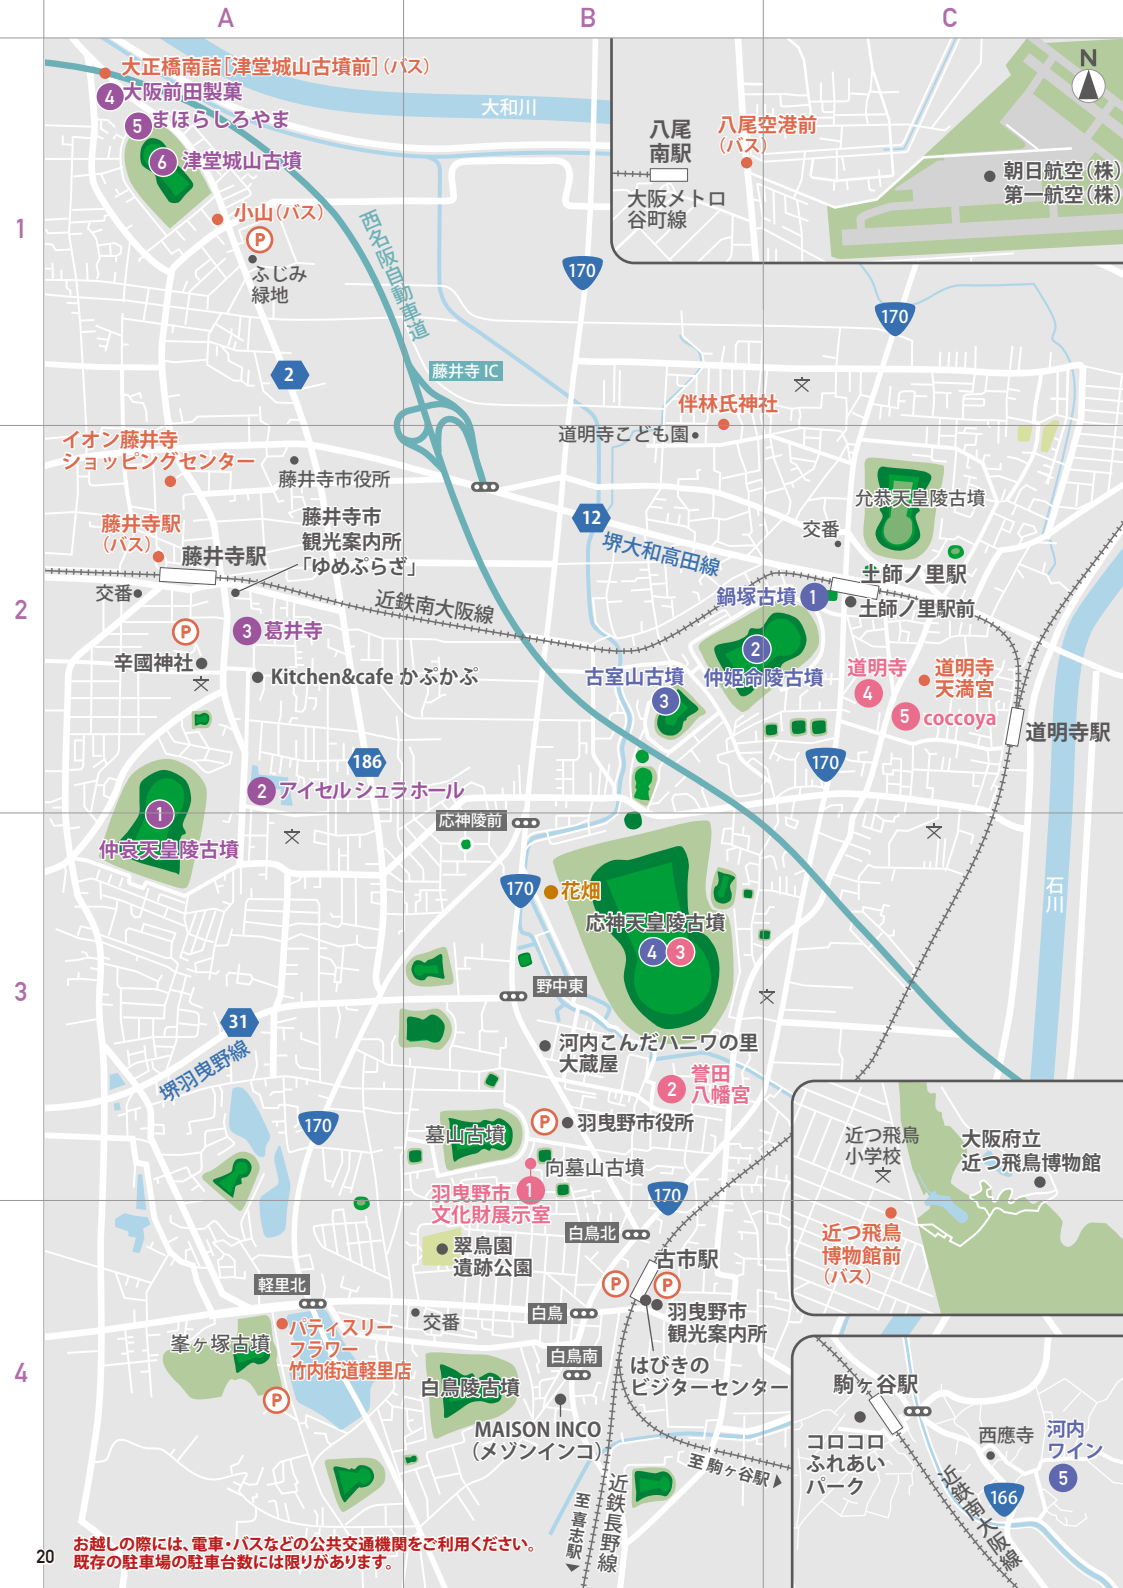 A
B
C
大正橋南詰［津堂城山古墳前］（バス）
4
大阪前田製菓
5
まほらしろやま
6
津堂城山古墳
大和川
N
八尾
南駅
八尾空港前
（バス）
大阪メトロ
谷町線
朝日航空（株）
第一航空（株）
1
小山（バス）
P
ふじみ
緑地
西名阪自動車道
170
170
2
藤井寺 IC
伴林氏神社
道明寺こども園
イオン藤井寺
ショッピングセンター
藤井寺市役所
藤井寺駅
（バス）
藤井寺駅
藤井寺市
観光案内所
「ゆめぷらざ」
12
堺大和高田線
允恭天皇陵古墳
交番
土師ノ里駅
土師ノ里駅前
鍋塚古墳
1
2
交番
近鉄南大阪線
P
3
葛井寺
辛國神社
Kitchen&cafe かぷかぷ
2
仲姫命陵古墳
古室山古墳
3
道明寺
4
道明寺
天満宮
5
coccoya
道明寺駅
186
170
2
アイセル シュラ ホール
1
仲哀天皇陵古墳
応神陵前
170
花畑
応神天皇陵古墳
4
3
石川
3
野中東
31
堺羽曳野線
河内こんだハニワの里
大蔵屋
2
誉田
八幡宮
170
墓山古墳
P
羽曳野市役所
向墓山古墳
羽曳野市
文化財展示室
1
170
近つ飛鳥
小学校
大阪府立
近つ飛鳥博物館
近つ飛鳥
博物館前
（バス）
白鳥北
翠鳥園
遺跡公園
古市駅
P
P
軽里北
白鳥
交番
羽曳野市
観光案内所
パティスリー
フラワー
竹内街道軽里店
峯ヶ塚古墳
P
白鳥南
はびきの
ビジターセンター
4
白鳥陵古墳
MAISON INCO
（メゾンインコ）
至 駒ヶ谷駅
近鉄長野線
至 喜志駅
駒ヶ谷駅
コロコロ
ふれあい
パーク
西應寺
河内
ワイン
5
166
近鉄南大阪線
お越しの際には、電車・バスなどの公共交通機関をご利用ください。
既存の駐車場の駐車台数には限りがあります。
20